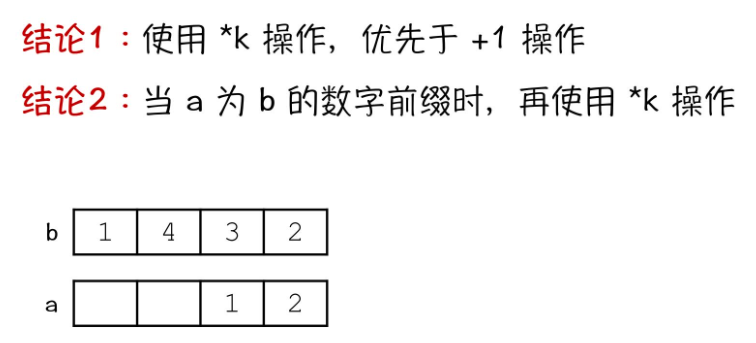 结论1：使用 *k 操作，优先于 +1 操作
结论2：当 a 为 b 的数字前缀时，再使用 *k 操作
b 1 4 3 2
a 1 2